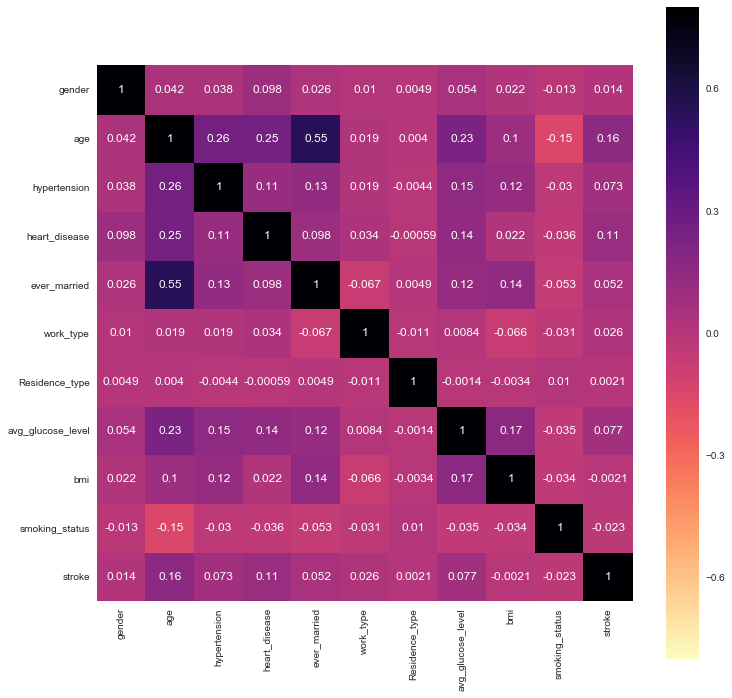 gender 1 0.042 0.038 0.098 0.026 0.01 0.0049 0.054 0.022 -0.013 0.014
age 0.042 1 0.26 0.25 0.55 0.019 0.004 0.23 0.1 -0.15 0.16
hypertension 0.038 0.26 1 0.11 0.13 0.019 -0.0044 0.15 0.12 -0.03 0.073
heart_disease 0.098 0.25 0.11 1 0.098 0.034 -0.00059 0.14 0.022 -0.036 0.11
ever_married 0.026 0.55 0.13 0.098 1 -0.067 0.0049 0.12 0.14 -0.053 0.052
work_type 0.01 0.019 0.019 0.034 -0.067 1 -0.011 0.0084 -0.066 -0.031 0.026
Residence_type 0.0049 0.004 -0.0044 -0.00059 0.0049 -0.011 1 -0.0014 -0.0034 0.01 0.0021
avg_glucose_level 0.054 0.23 0.15 0.14 0.12 0.0084 -0.0014 1 0.17 -0.035 0.077
bmi 0.022 0.1 0.12 0.022 0.14 -0.066 -0.0034 0.17 1 -0.034 -0.0021
smoking_status -0.013 -0.15 -0.03 -0.036 -0.053 -0.031 0.01 -0.035 -0.034 1 -0.023
stroke 0.014 0.16 0.073 0.11 0.052 0.026 0.0021 0.077 -0.0021 -0.023 1
gender
age
hypertension
heart_disease
ever_married
work_type
Residence_type
avg_glucose_level
bmi
smoking_status
stroke
0.6
0.3
0.0
−0.3
−0.6